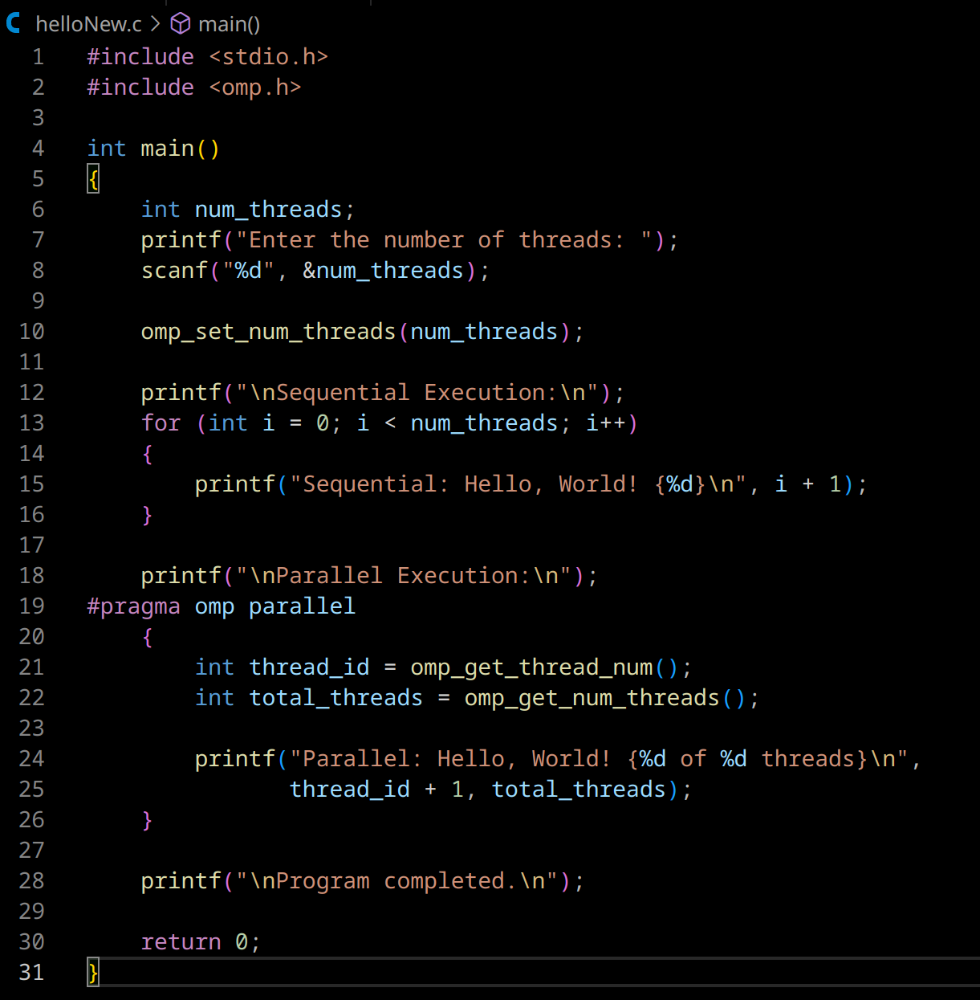 helloNew.c > main()
1 #include <stdio.h>
2 #include <omp.h>
3
4 int main()
5 {
6     int num_threads;
7     printf("Enter the number of threads: ");
8     scanf("%d", &num_threads);
9
10     omp_set_num_threads(num_threads);
11
12     printf("\nSequential Execution:\n");
13     for (int i = 0; i < num_threads; i++)
14     {
15         printf("Sequential: Hello, World! {%d}\n", i + 1);
16     }
17
18     printf("\nParallel Execution:\n");
19 #pragma omp parallel
20     {
21         int thread_id = omp_get_thread_num();
22         int total_threads = omp_get_num_threads();
23
24         printf("Parallel: Hello, World! {%d of %d threads}\n",
25                thread_id + 1, total_threads);
26     }
27
28     printf("\nProgram completed.\n");
29
30     return 0;
31 }